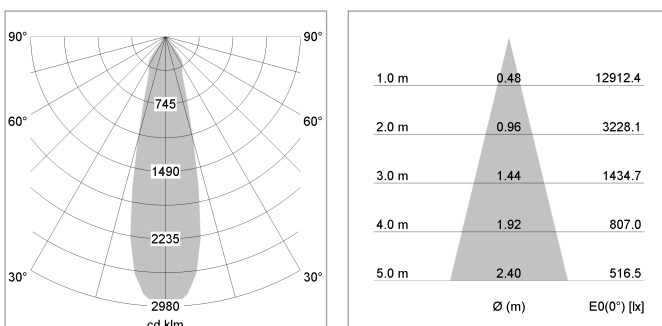 90° 90°
745
60° 60°
1490
2235
30° 30°
2980
cd klm
1.0 m 0.48 12912.4
2.0 m 0.96 3228.1
3.0 m 1.44 1434.7
4.0 m 1.92 807.0
5.0 m 2.40 516.5
Ø (m) E0(0°) [lx]